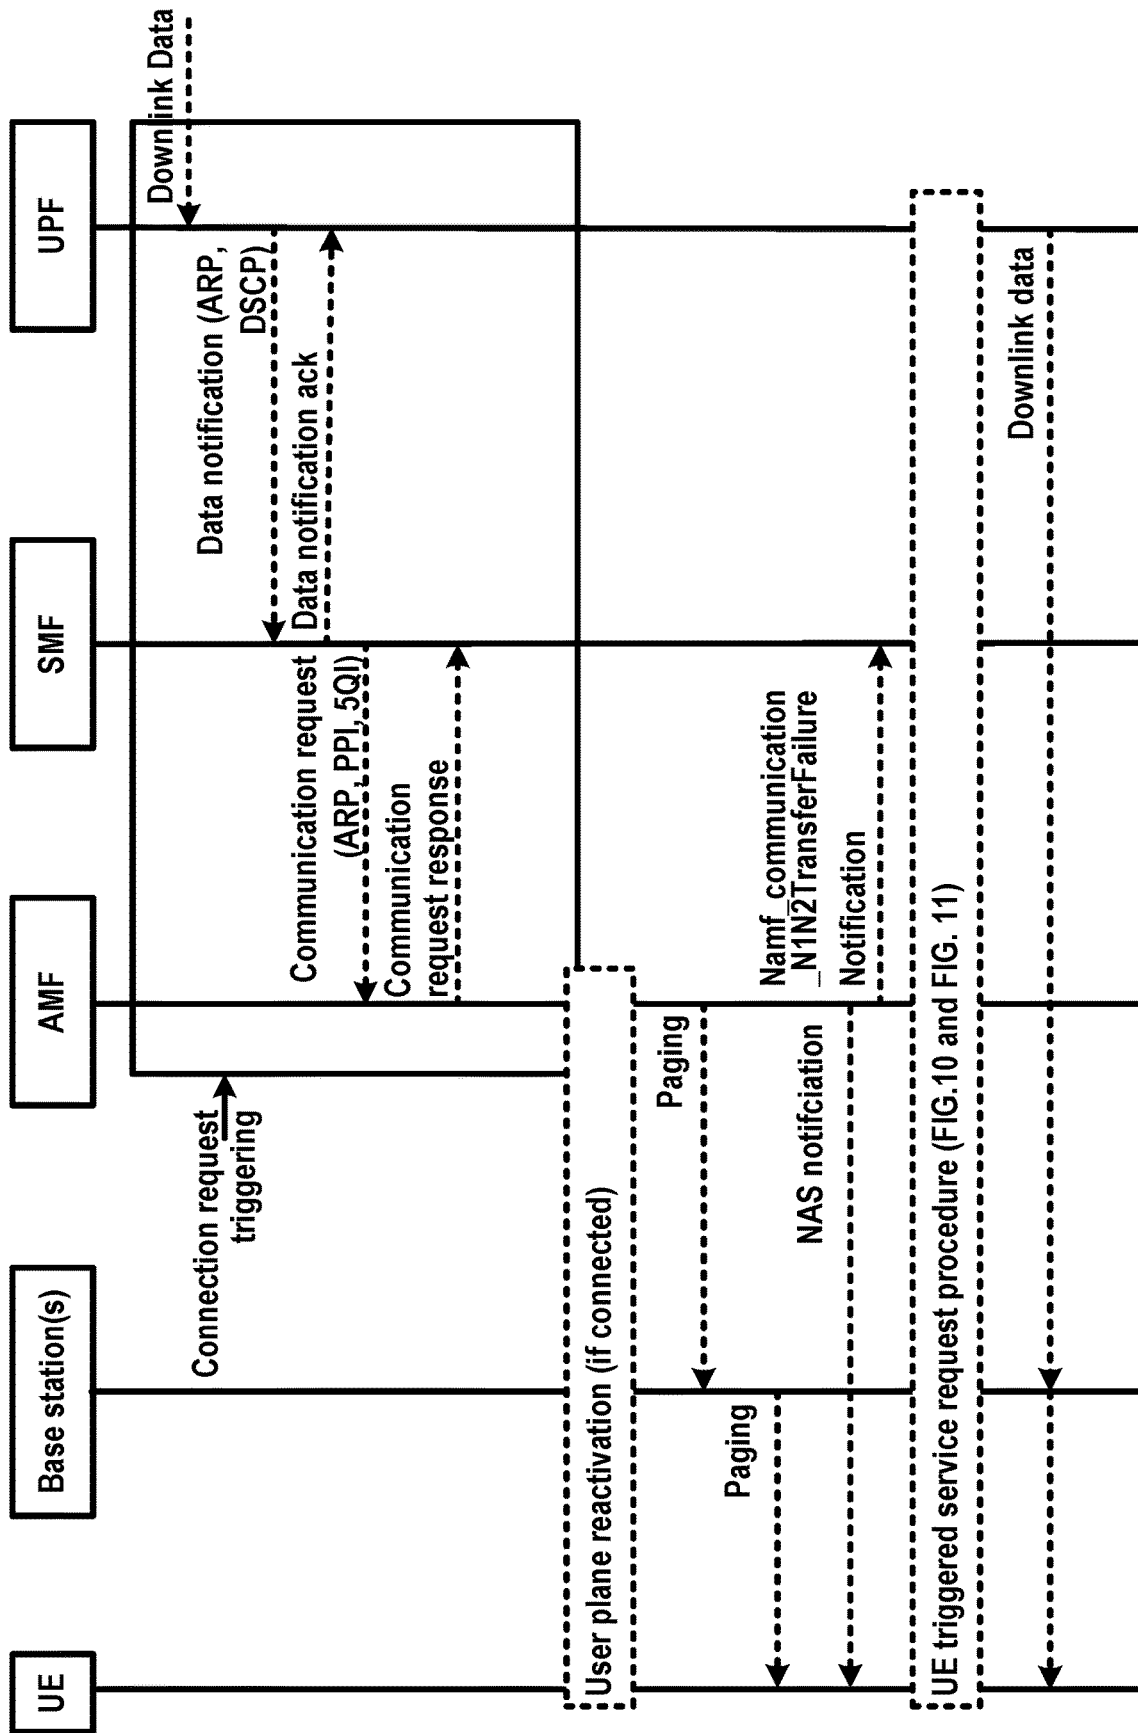 UE
Base station(s)
AMF
SMF
UPF
Downlink Data
Connection request
triggering
Data notification (ARP,
DSCP)
Data notification ack
Communication request
(ARP, PPI, 5QI)
Communication
request response
User plane reactivation (if connected)
Paging
Paging
Namf_communication
_N1N2TransferFailure
Notification
NAS notifciation
UE triggered service request procedure (FIG.10 and FIG. 11)
Downlink data